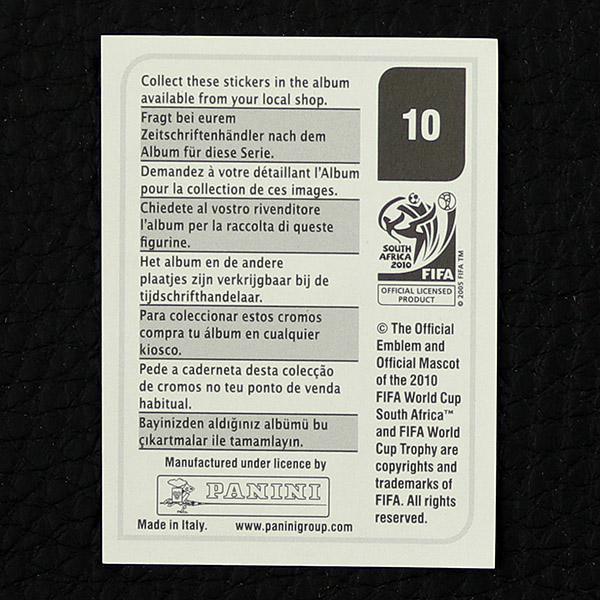 Collect these stickers in the album
available from your local shop.
Fragt bei eurem
Zeitschriftenhändler nach dem
Album für diese Serie.
Demandez à votre détaillant l'Album
pour la collection de ces images.
Chiedete al vostro rivenditore
l'album per la raccolta di queste
figurine.
Het album en de andere
plaatjes zijn verkrijgbaar bij de
tijdschrifthandelaar.
Para coleccionar estos cromos
compra tu álbum en cualquier
kiosco.
Pede a caderneta desta colecção
de cromos no teu ponto de venda
habitual.
Bayinizden aldığınız albümü bu
çıkartmalar ile tamamlayın.
Manufactured under licence by
PANINI
Made in Italy. www.paninigroup.com
10
SOUTH
AFRICA
2010
FIFA
OFFICIAL LICENSED
PRODUCT
© 2005 FIFA TM
© The Official
Emblem and
Official Mascot
of the 2010
FIFA World Cup
South Africa™
and FIFA World
Cup Trophy are
copyrights and
trademarks of
FIFA. All rights
reserved.